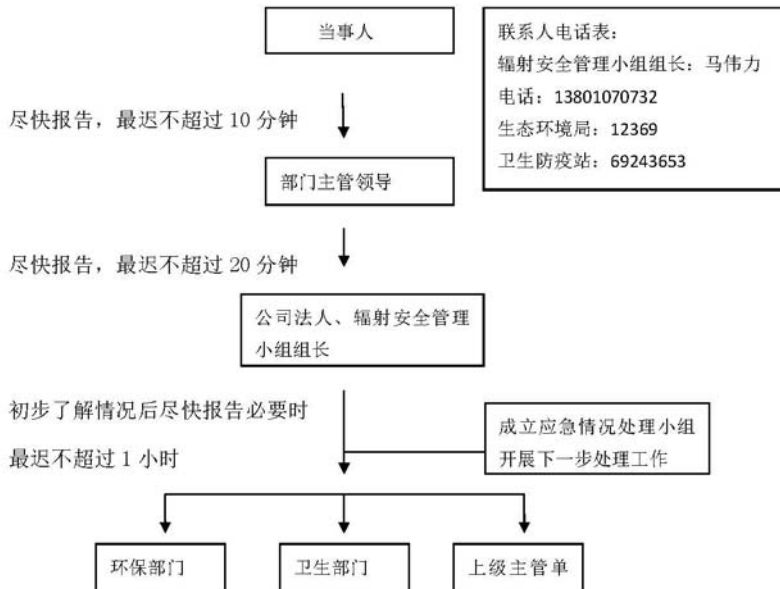 当事人
联系人电话表：
辐射安全管理小组组长：马伟力
电话：13801070732
生态环境局：12369
卫生防疫站：69243653
尽快报告，最迟不超过 10 分钟
部门主管领导
尽快报告，最迟不超过 20 分钟
公司法人、辐射安全管理
小组组长
初步了解情况后尽快报告必要时
最迟不超过 1 小时
成立应急情况处理小组
开展下一步处理工作
环保部门
卫生部门
上级主管单